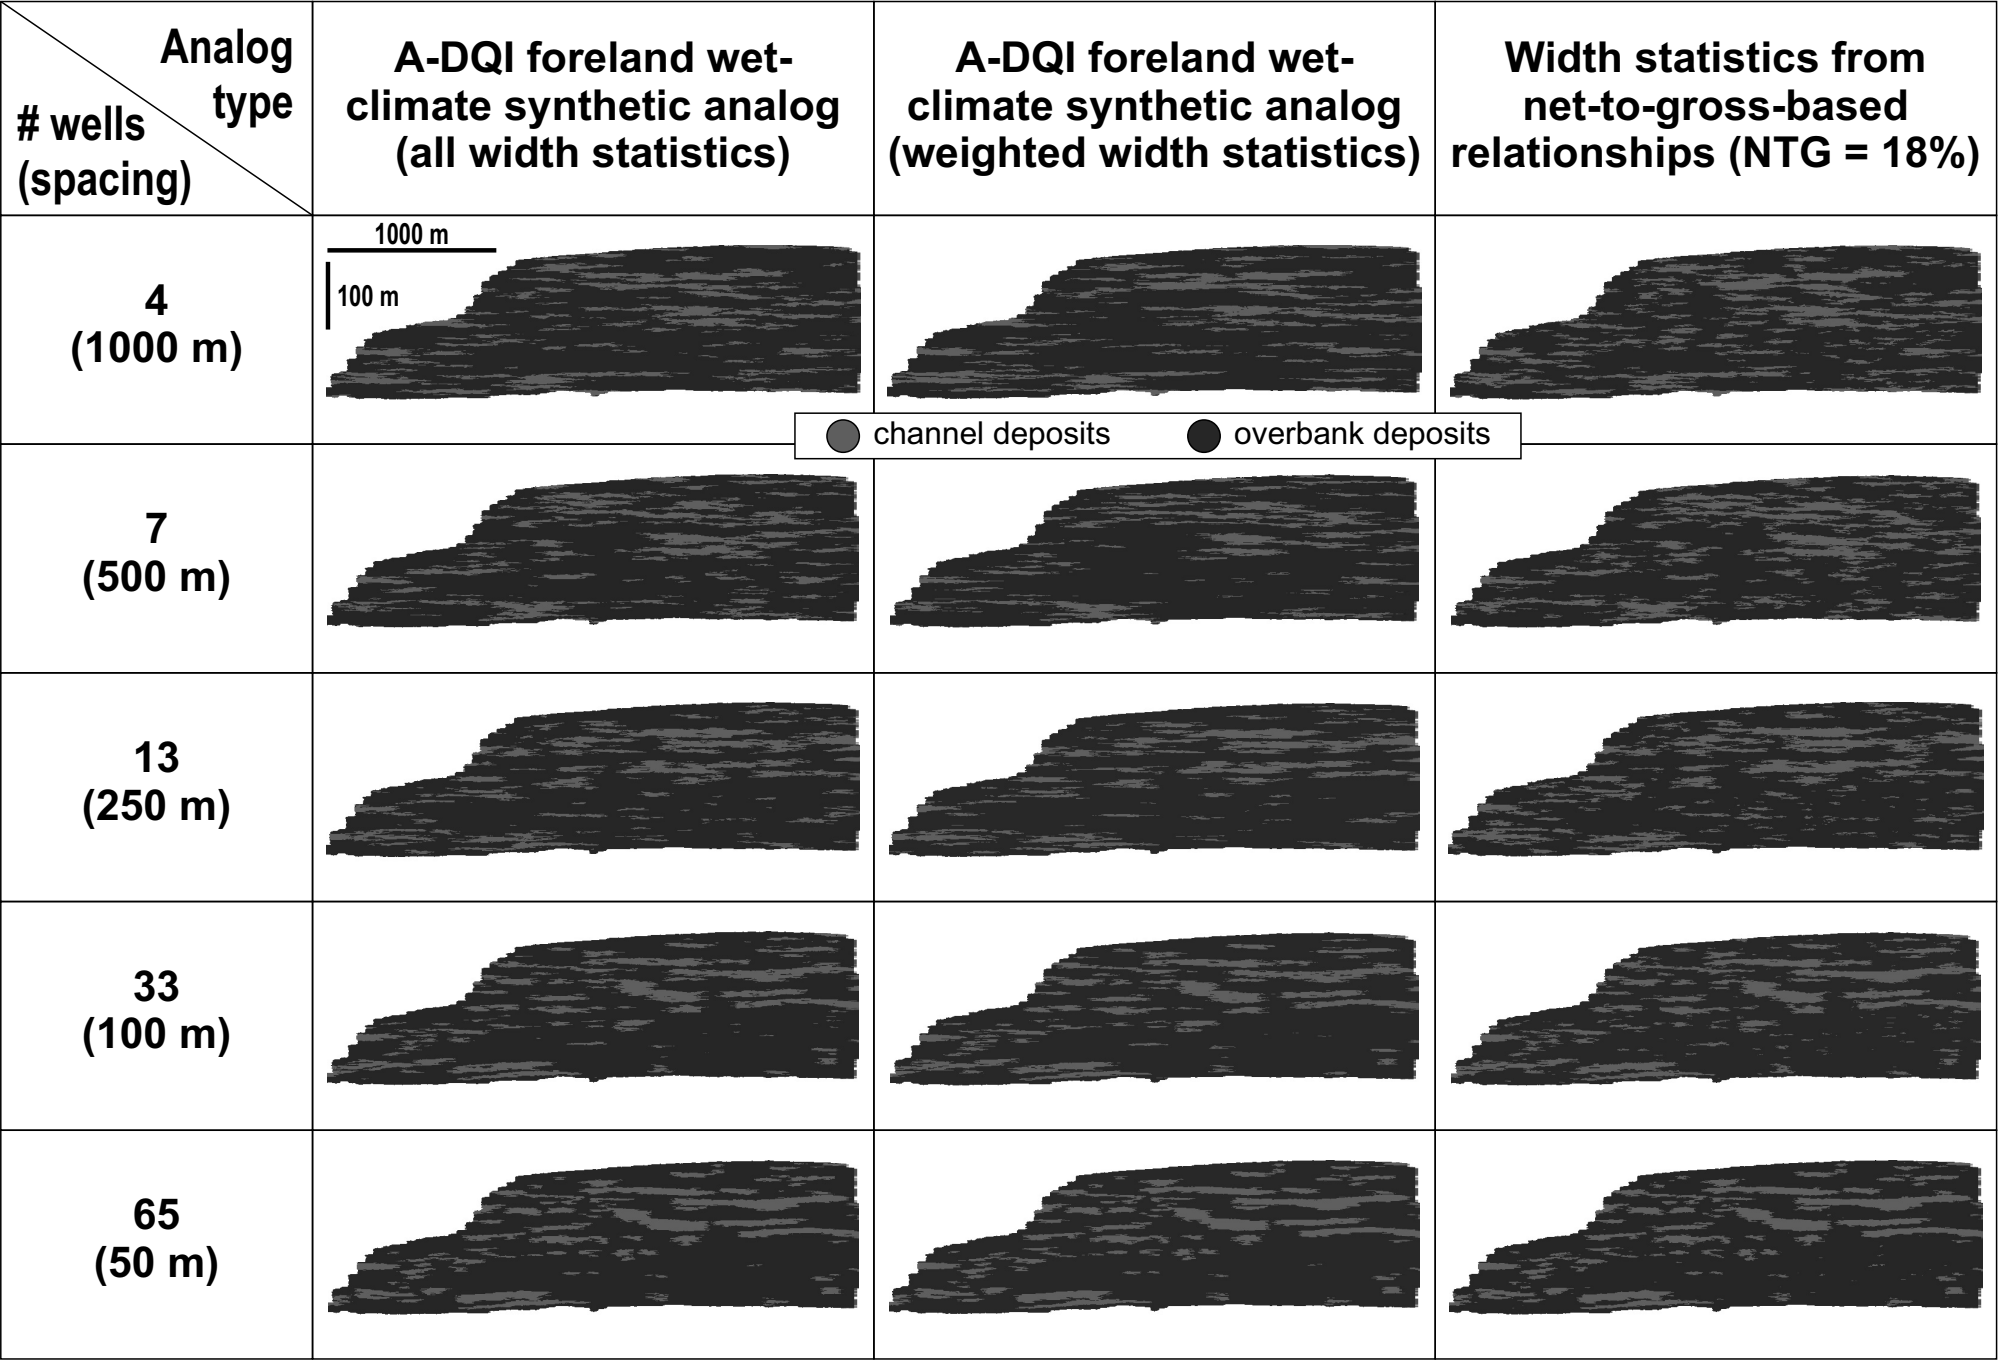 Analog
type
# wells
(spacing)
A-DQI foreland wet-
climate synthetic analog
(all width statistics)
A-DQI foreland wet-
climate synthetic analog
(weighted width statistics)
Width statistics from
net-to-gross-based
relationships (NTG = 18%)
4
(1000 m)
1000 m
100 m
channel deposits
overbank deposits
7
(500 m)
13
(250 m)
33
(100 m)
65
(50 m)